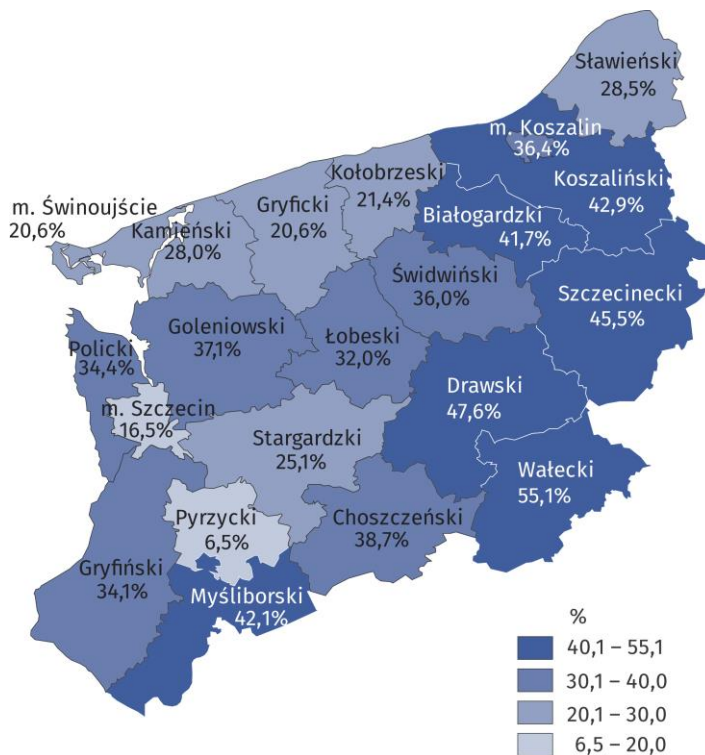 Sławieński
28,5%
m. Koszalin
36,4%
Koszaliński
42,9%
Kołobrzeski
21,4%
Białogardzki
41,7%
m. Świnoujście
20,6%
Kamieński
28,0%
Gryficki
20,6%
Świdwiński
36,0%
Szczecinecki
45,5%
Goleniowski
37,1%
Łobeski
32,0%
Policki
34,4%
Drawski
47,6%
m. Szczecin
16,5%
Stargardzki
25,1%
Wałecki
55,1%
Pyrzycki
6,5%
Choszczeński
38,7%
Gryfiński
34,1%
Myśliborski
42,1%
%
40,1 – 55,1
30,1 – 40,0
20,1 – 30,0
6,5 – 20,0